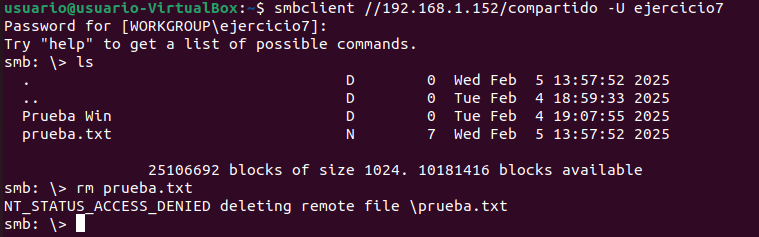 usuario@usuario-VirtualBox:~$ smbclient //192.168.1.152/compartido -U ejercicio7
Password for [WORKGROUP\ejercicio7]:
Try "help" to get a list of possible commands.
smb: \> ls
  .                                   D        0  Wed Feb  5 13:57:52 2025
  ..                                  D        0  Tue Feb  4 18:59:33 2025
  Prueba Win                          D        0  Tue Feb  4 19:07:55 2025
  prueba.txt                          N        7  Wed Feb  5 13:57:52 2025
                25106692 blocks of size 1024. 10181416 blocks available
smb: \> rm prueba.txt
NT_STATUS_ACCESS_DENIED deleting remote file \prueba.txt
smb: \>